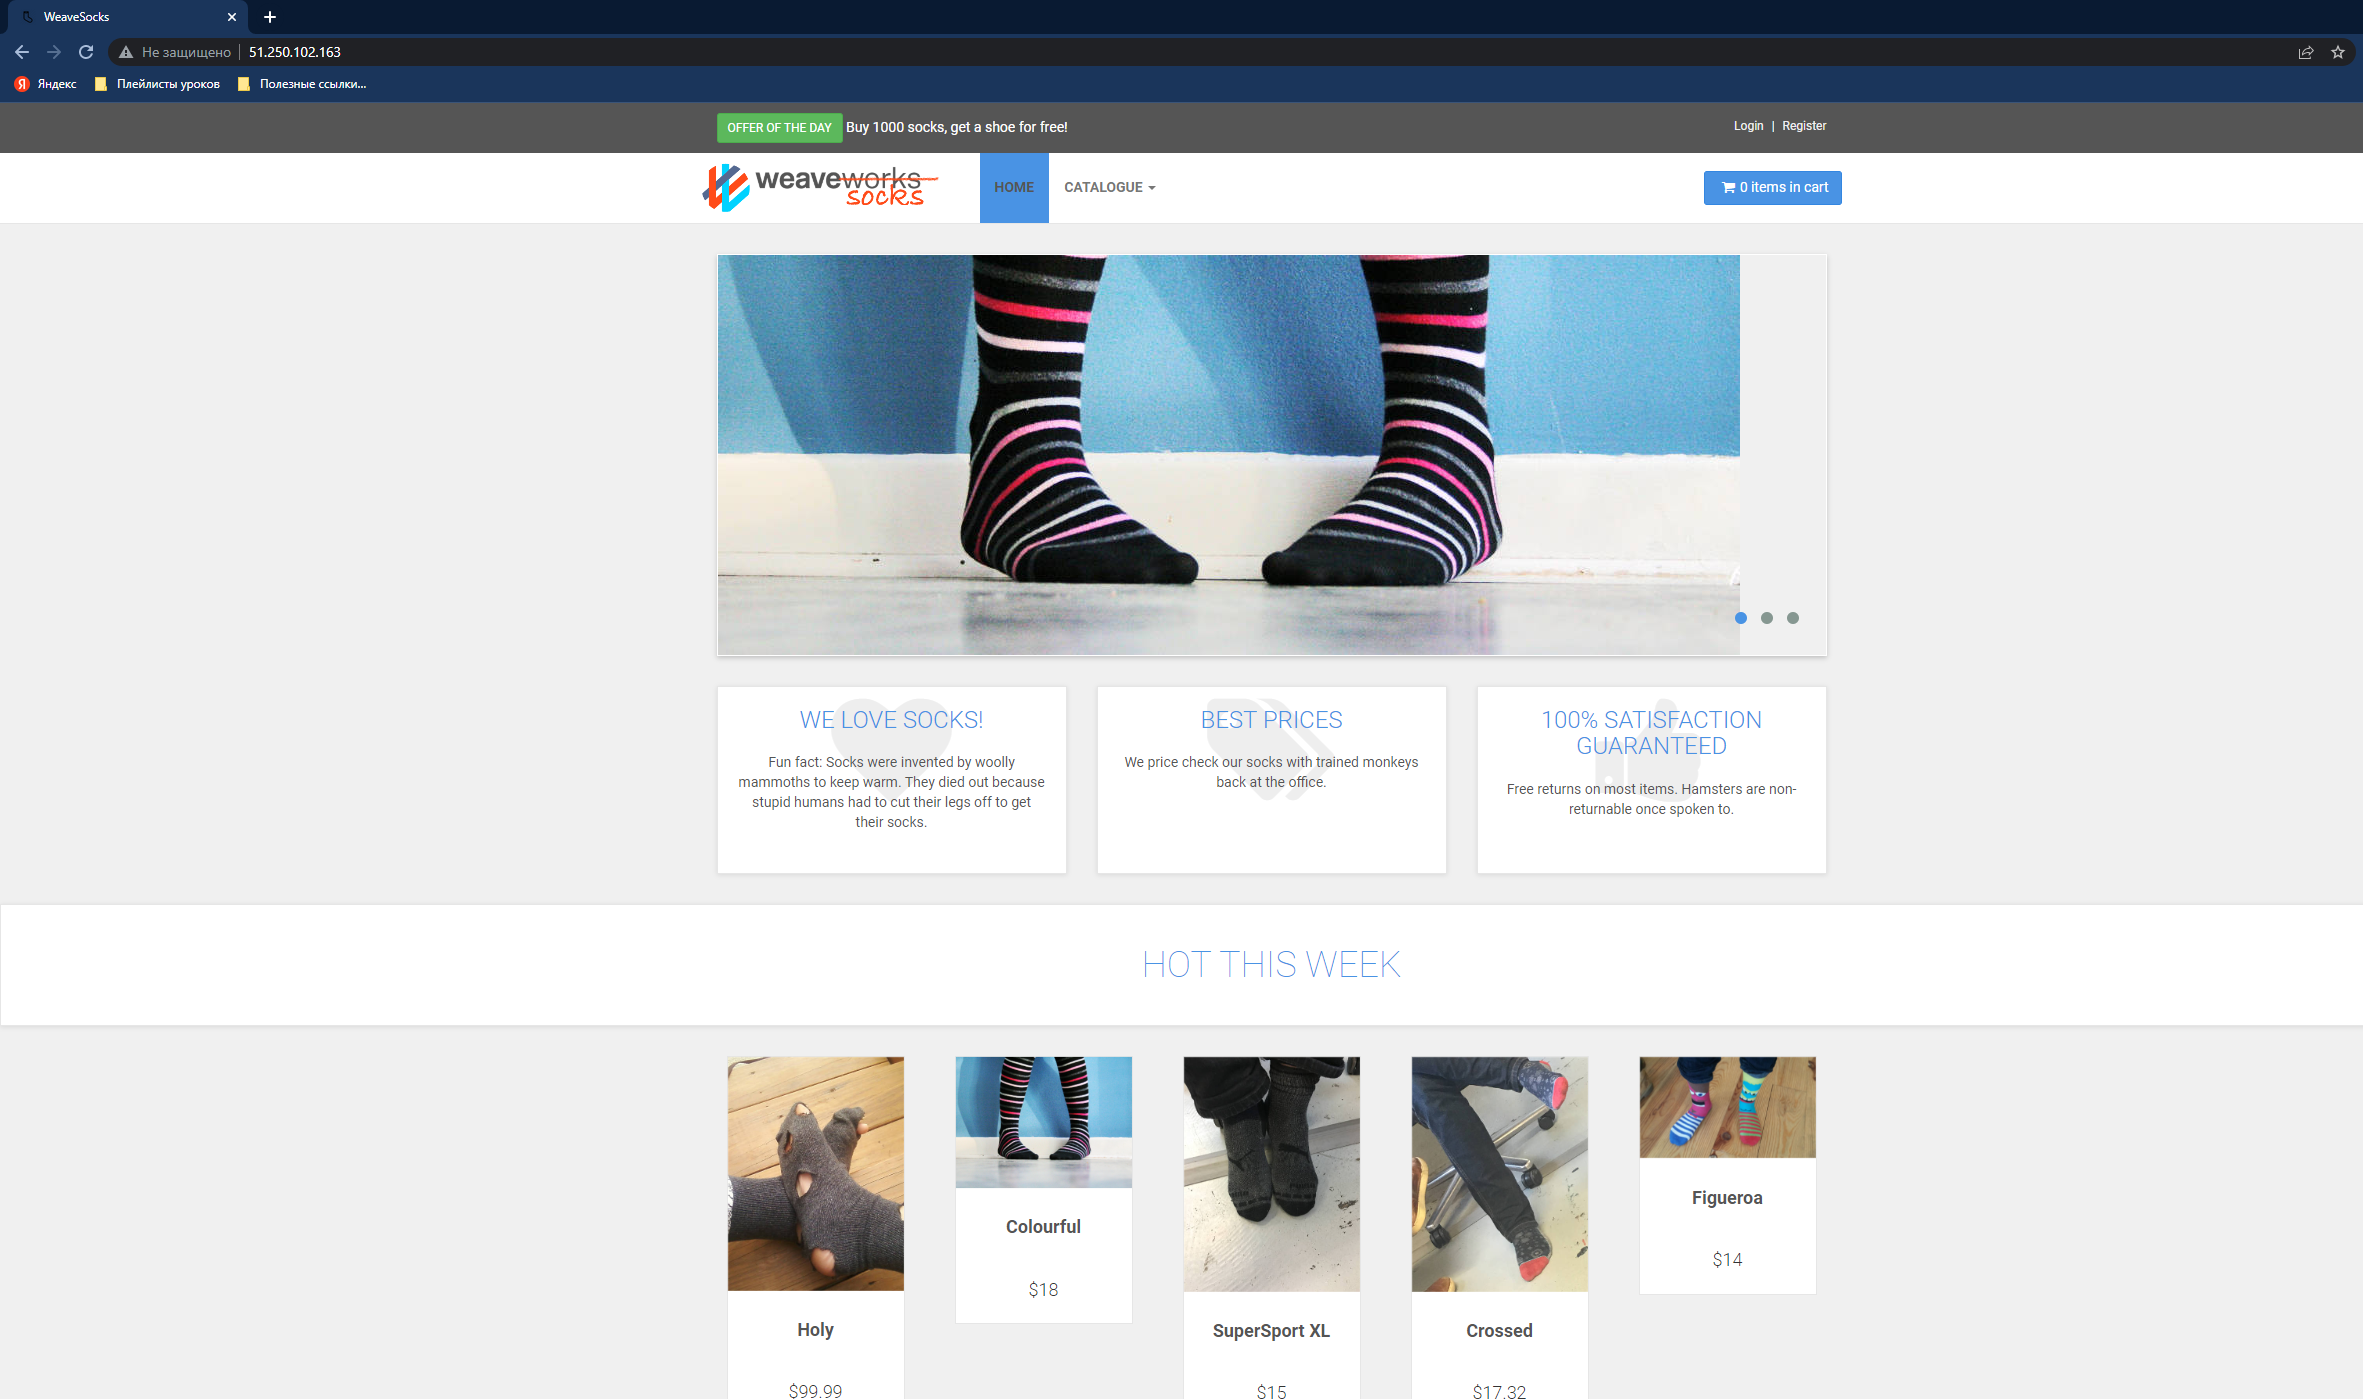 WeaveSocks
Не защищено | 51.250.102.163
Яндекс Плейлисты уроков Полезные ссылки...
OFFER OF THE DAY Buy 1000 socks, get a shoe for free! Login | Register
weaveworks socks HOME CATALOGUE 0 items in cart
WE LOVE SOCKS!
Fun fact: Socks were invented by woolly
mammoths to keep warm. They died out because
stupid humans had to cut their legs off to get
their socks.
BEST PRICES
We price check our socks with trained monkeys
back at the office.
100% SATISFACTION
GUARANTEED
Free returns on most items. Hamsters are non-
returnable once spoken to.
HOT THIS WEEK
Holy
$99.99
Colourful
$18
SuperSport XL
$15
Crossed
$17.32
Figueroa
$14